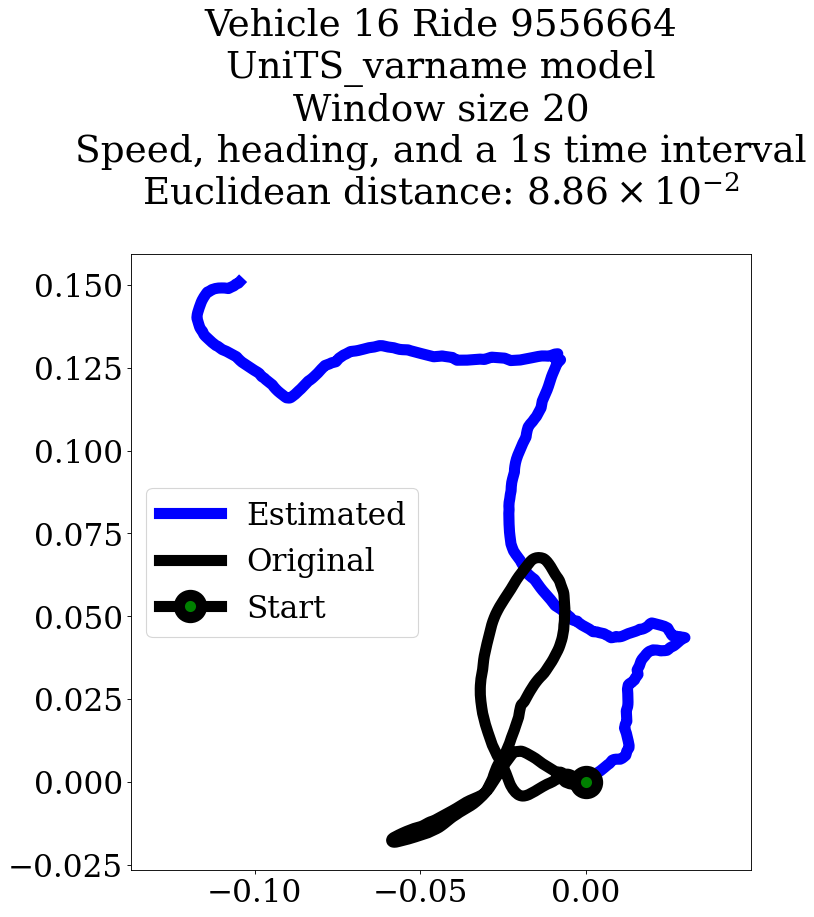 Vehicle 16 Ride 9556664
UniTS_varname model
Window size 20
Speed, heading, and a 1s time interval
Euclidean distance: 8.86 × 10⁻²
0.150
0.125
0.100
0.075
0.050
0.025
0.000
−0.025
Estimated
Original
Start
−0.10
−0.05
0.00